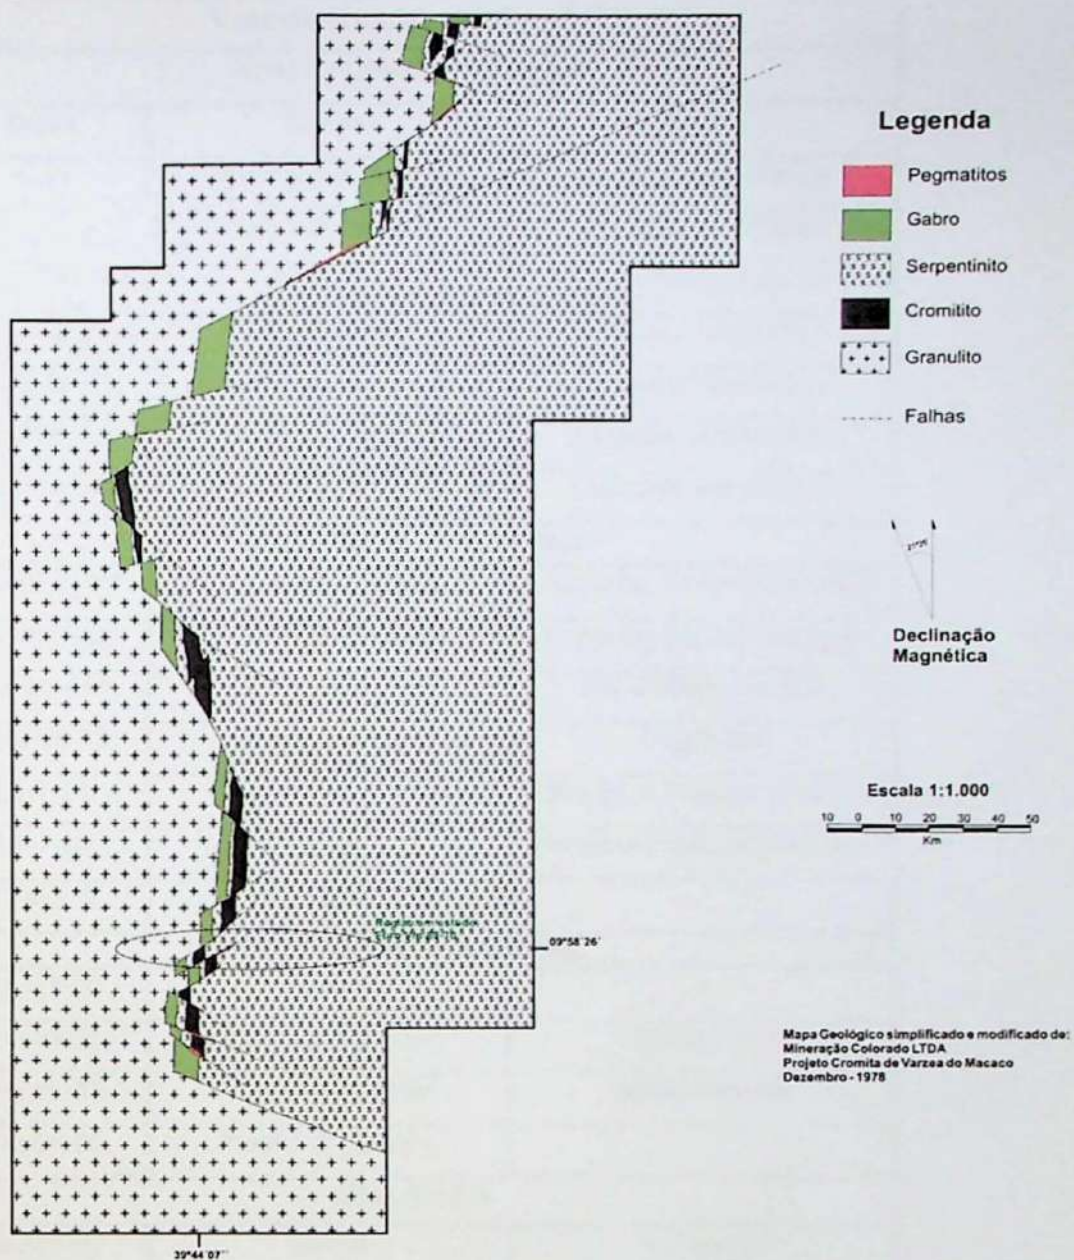 Legenda
Pegmatitos
Gabro
Serpentinito
Cromitito
Granulito
Falhas
Declinação
Magnética
Escala 1:1.000
10 0 10 20 30 40 50
Km
09°58'26'
Mapa Geológico simplificado e modificado de:
Mineração Colorado LTDA
Projeto Cromita de Varzea do Macaco
Dezembro - 1978
39°44'07''